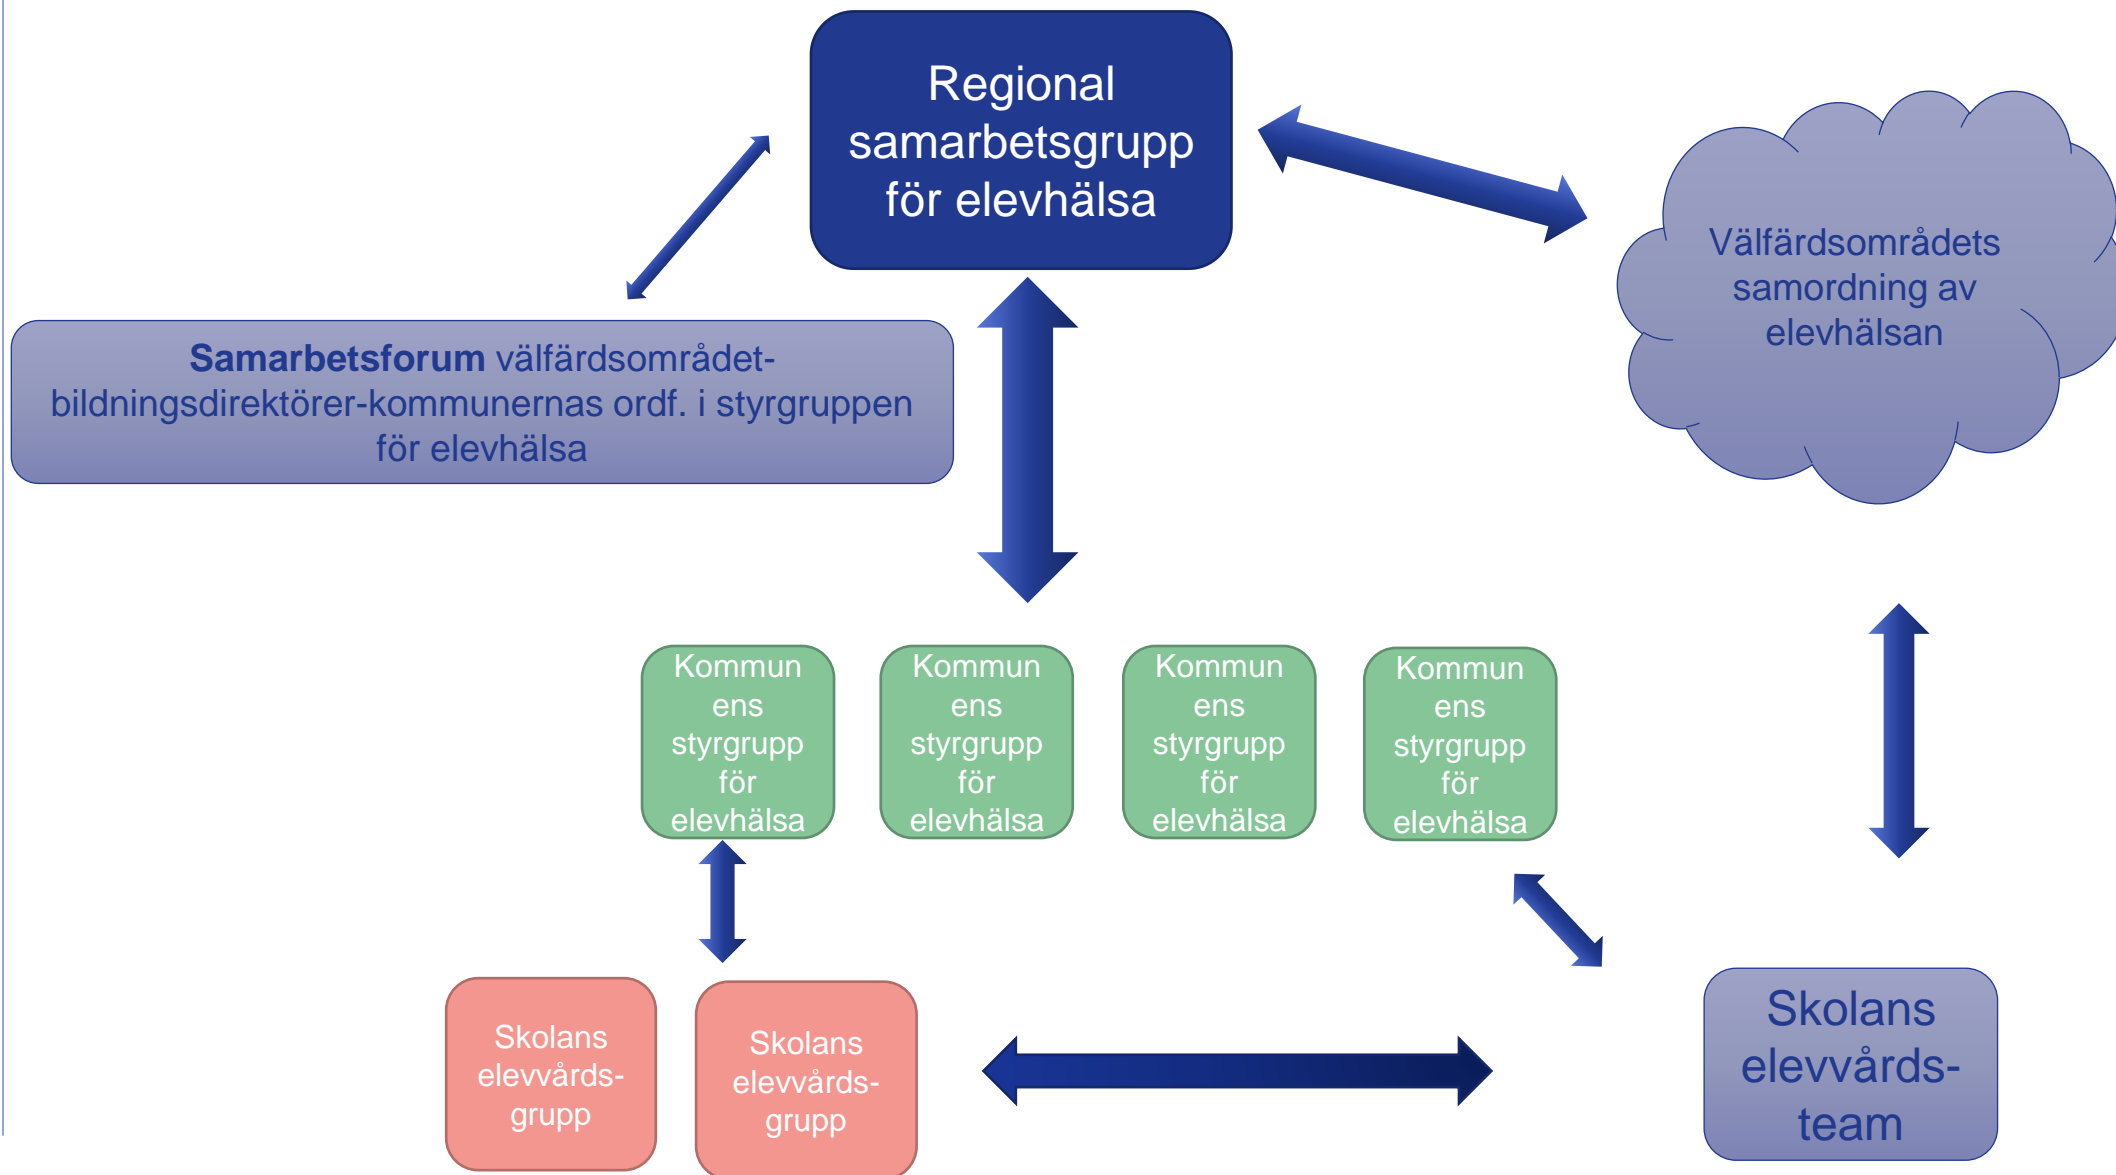 Regional
samarbetsgrupp
för elevhälsa
Välfärdsområdets
samordning av
elevhälsan
Samarbetsforum välfärdsområdet-
bildningsdirektörer-kommunernas ordf. i styrgruppen
för elevhälsa
Kommun
ens
styrgrupp
för
elevhälsa
Kommun
ens
styrgrupp
för
elevhälsa
Kommun
ens
styrgrupp
för
elevhälsa
Kommun
ens
styrgrupp
för
elevhälsa
Skolans
elevvårds-
grupp
Skolans
elevvårds-
grupp
Skolans
elevvårds-
team